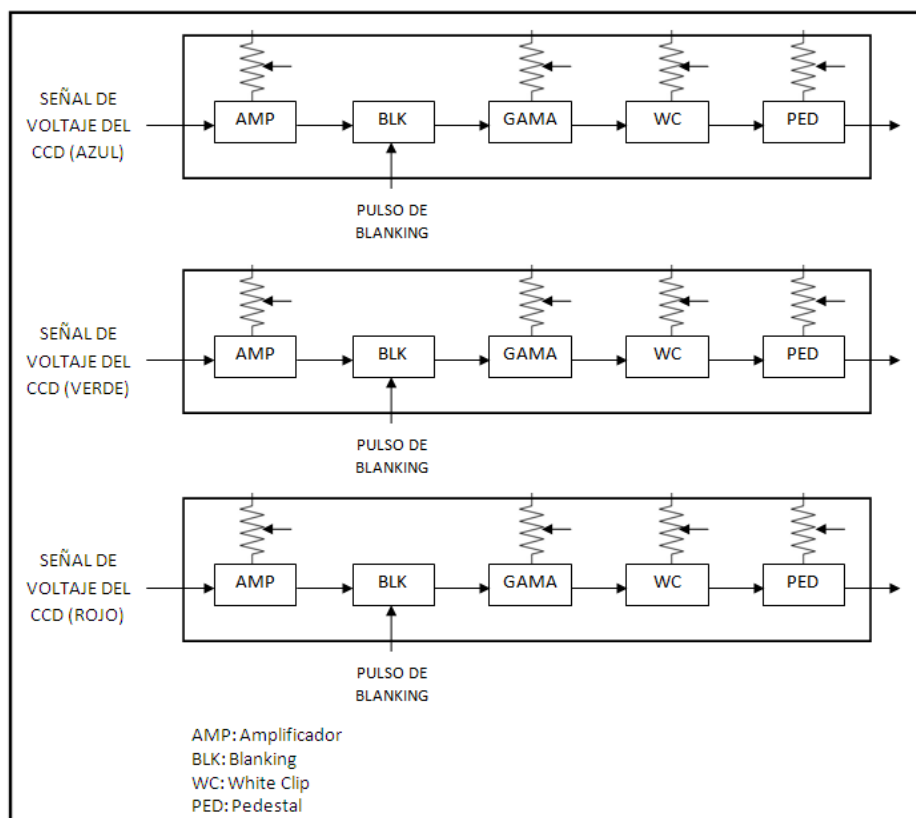 SEÑAL DE
VOLTAJE DEL
CCD (AZUL)
AMP
BLK
GAMA
WC
PED
PULSO DE
BLANKING
SEÑAL DE
VOLTAJE DEL
CCD (VERDE)
AMP
BLK
GAMA
WC
PED
PULSO DE
BLANKING
SEÑAL DE
VOLTAJE DEL
CCD (ROJO)
AMP
BLK
GAMA
WC
PED
PULSO DE
BLANKING
AMP: Amplificador
BLK: Blanking
WC: White Clip
PED: Pedestal